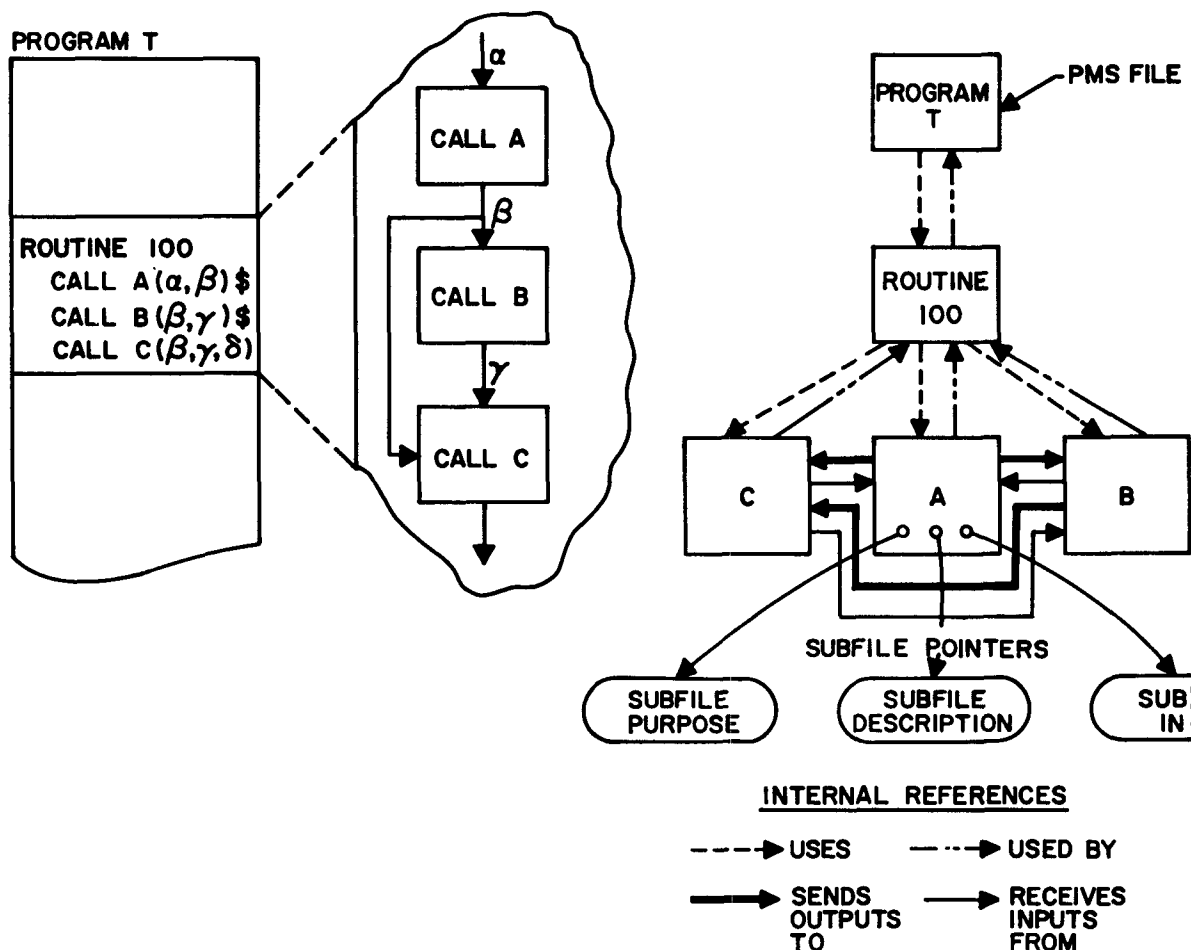 PROGRAM T
ROUTINE 100
CALL A(α,β)$
CALL B(β,γ)$
CALL C(β,γ,δ)
α
CALL A
β
CALL B
γ
CALL C
PROGRAM
T
PMS FILE
ROUTINE
100
C
A
B
SUBFILE POINTERS
SUBFILE
PURPOSE
SUBFILE
DESCRIPTION
IN
INTERNAL REFERENCES
USES
USED BY
SENDS
OUTPUTS
TO
RECEIVES
INPUTS
FROM